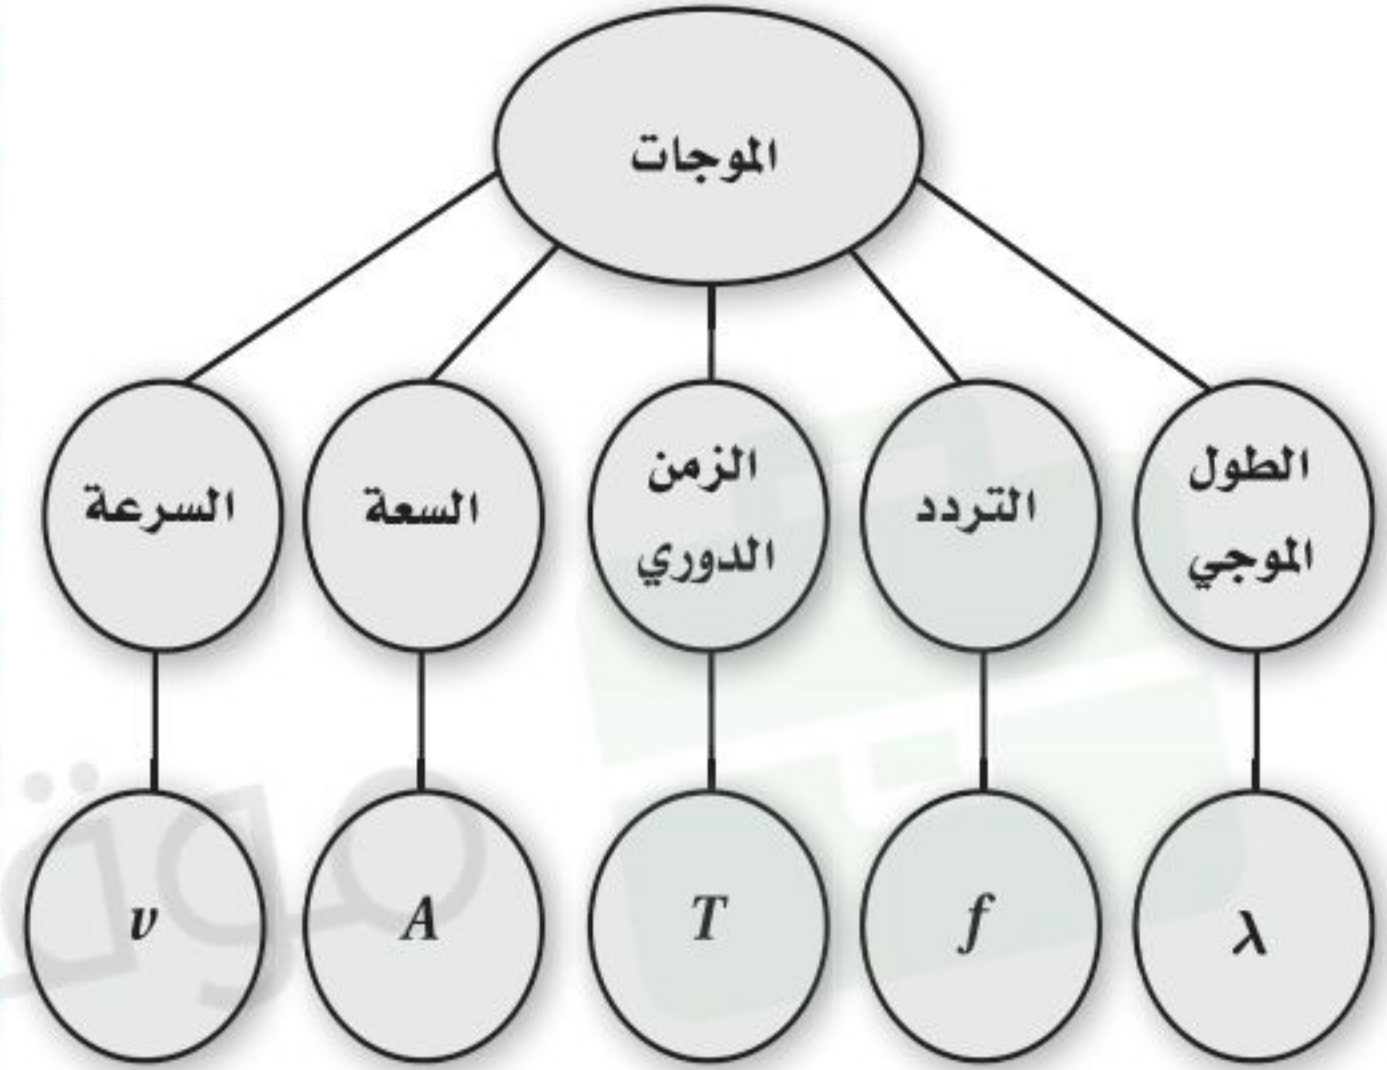 الموجات
الطول
الموجي
التردد
الزمن
الدوري
السعة
السرعة
λ
f
T
A
v